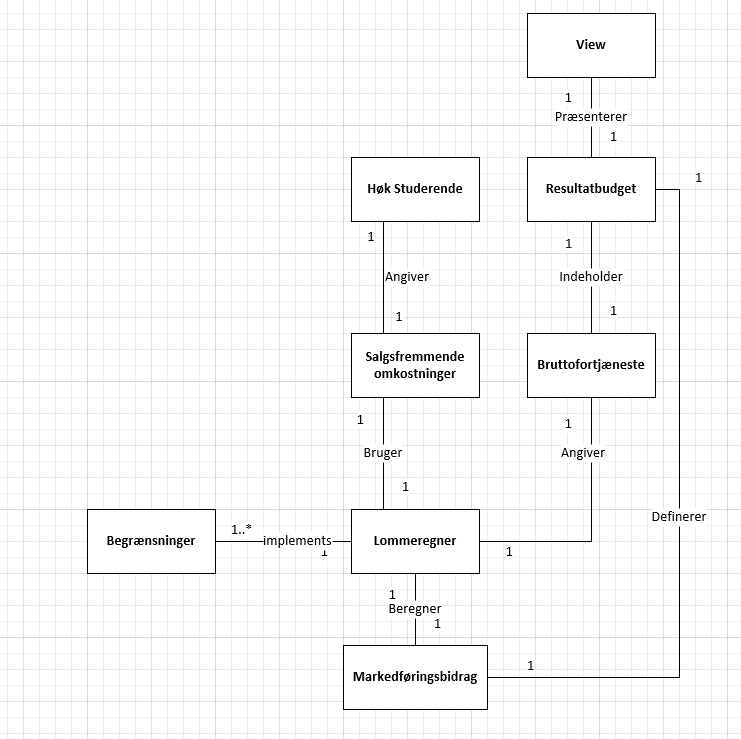 View
1
Præsenterer
1
Høk Studerende
Resultatbudget
1
1
1
Angiver
Indeholder
1
1
Salgsfremmende
omkostninger
Bruttofortjæneste
1
1
Bruger
Angiver
1
Definerer
Begrænsninger
1..*
implements
1
Lommeregner
1
1
Beregner
1
Markedføringsbidrag
1